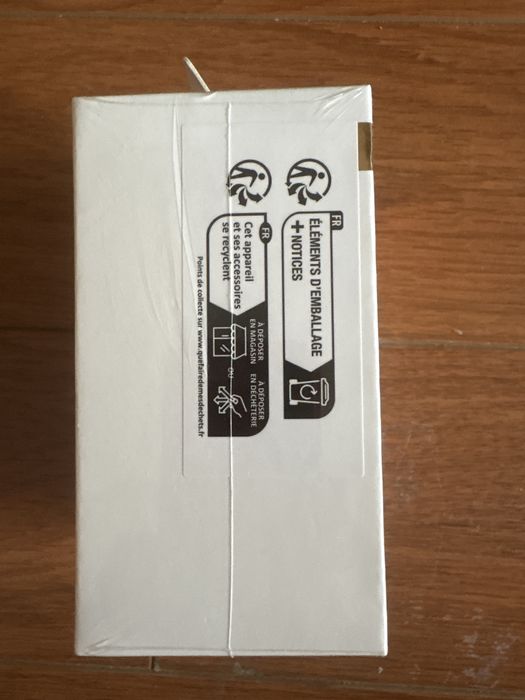 FR
ÉLÉMENTS D'EMBALLAGE
+ NOTICES
FR
Cet appareil
et ses accessoires
se recyclent
À DÉPOSER
EN MAGASIN
OU
À DÉPOSER
EN DÉCHÈTERIE
Points de collecte sur www.quefairedemesdechets.fr